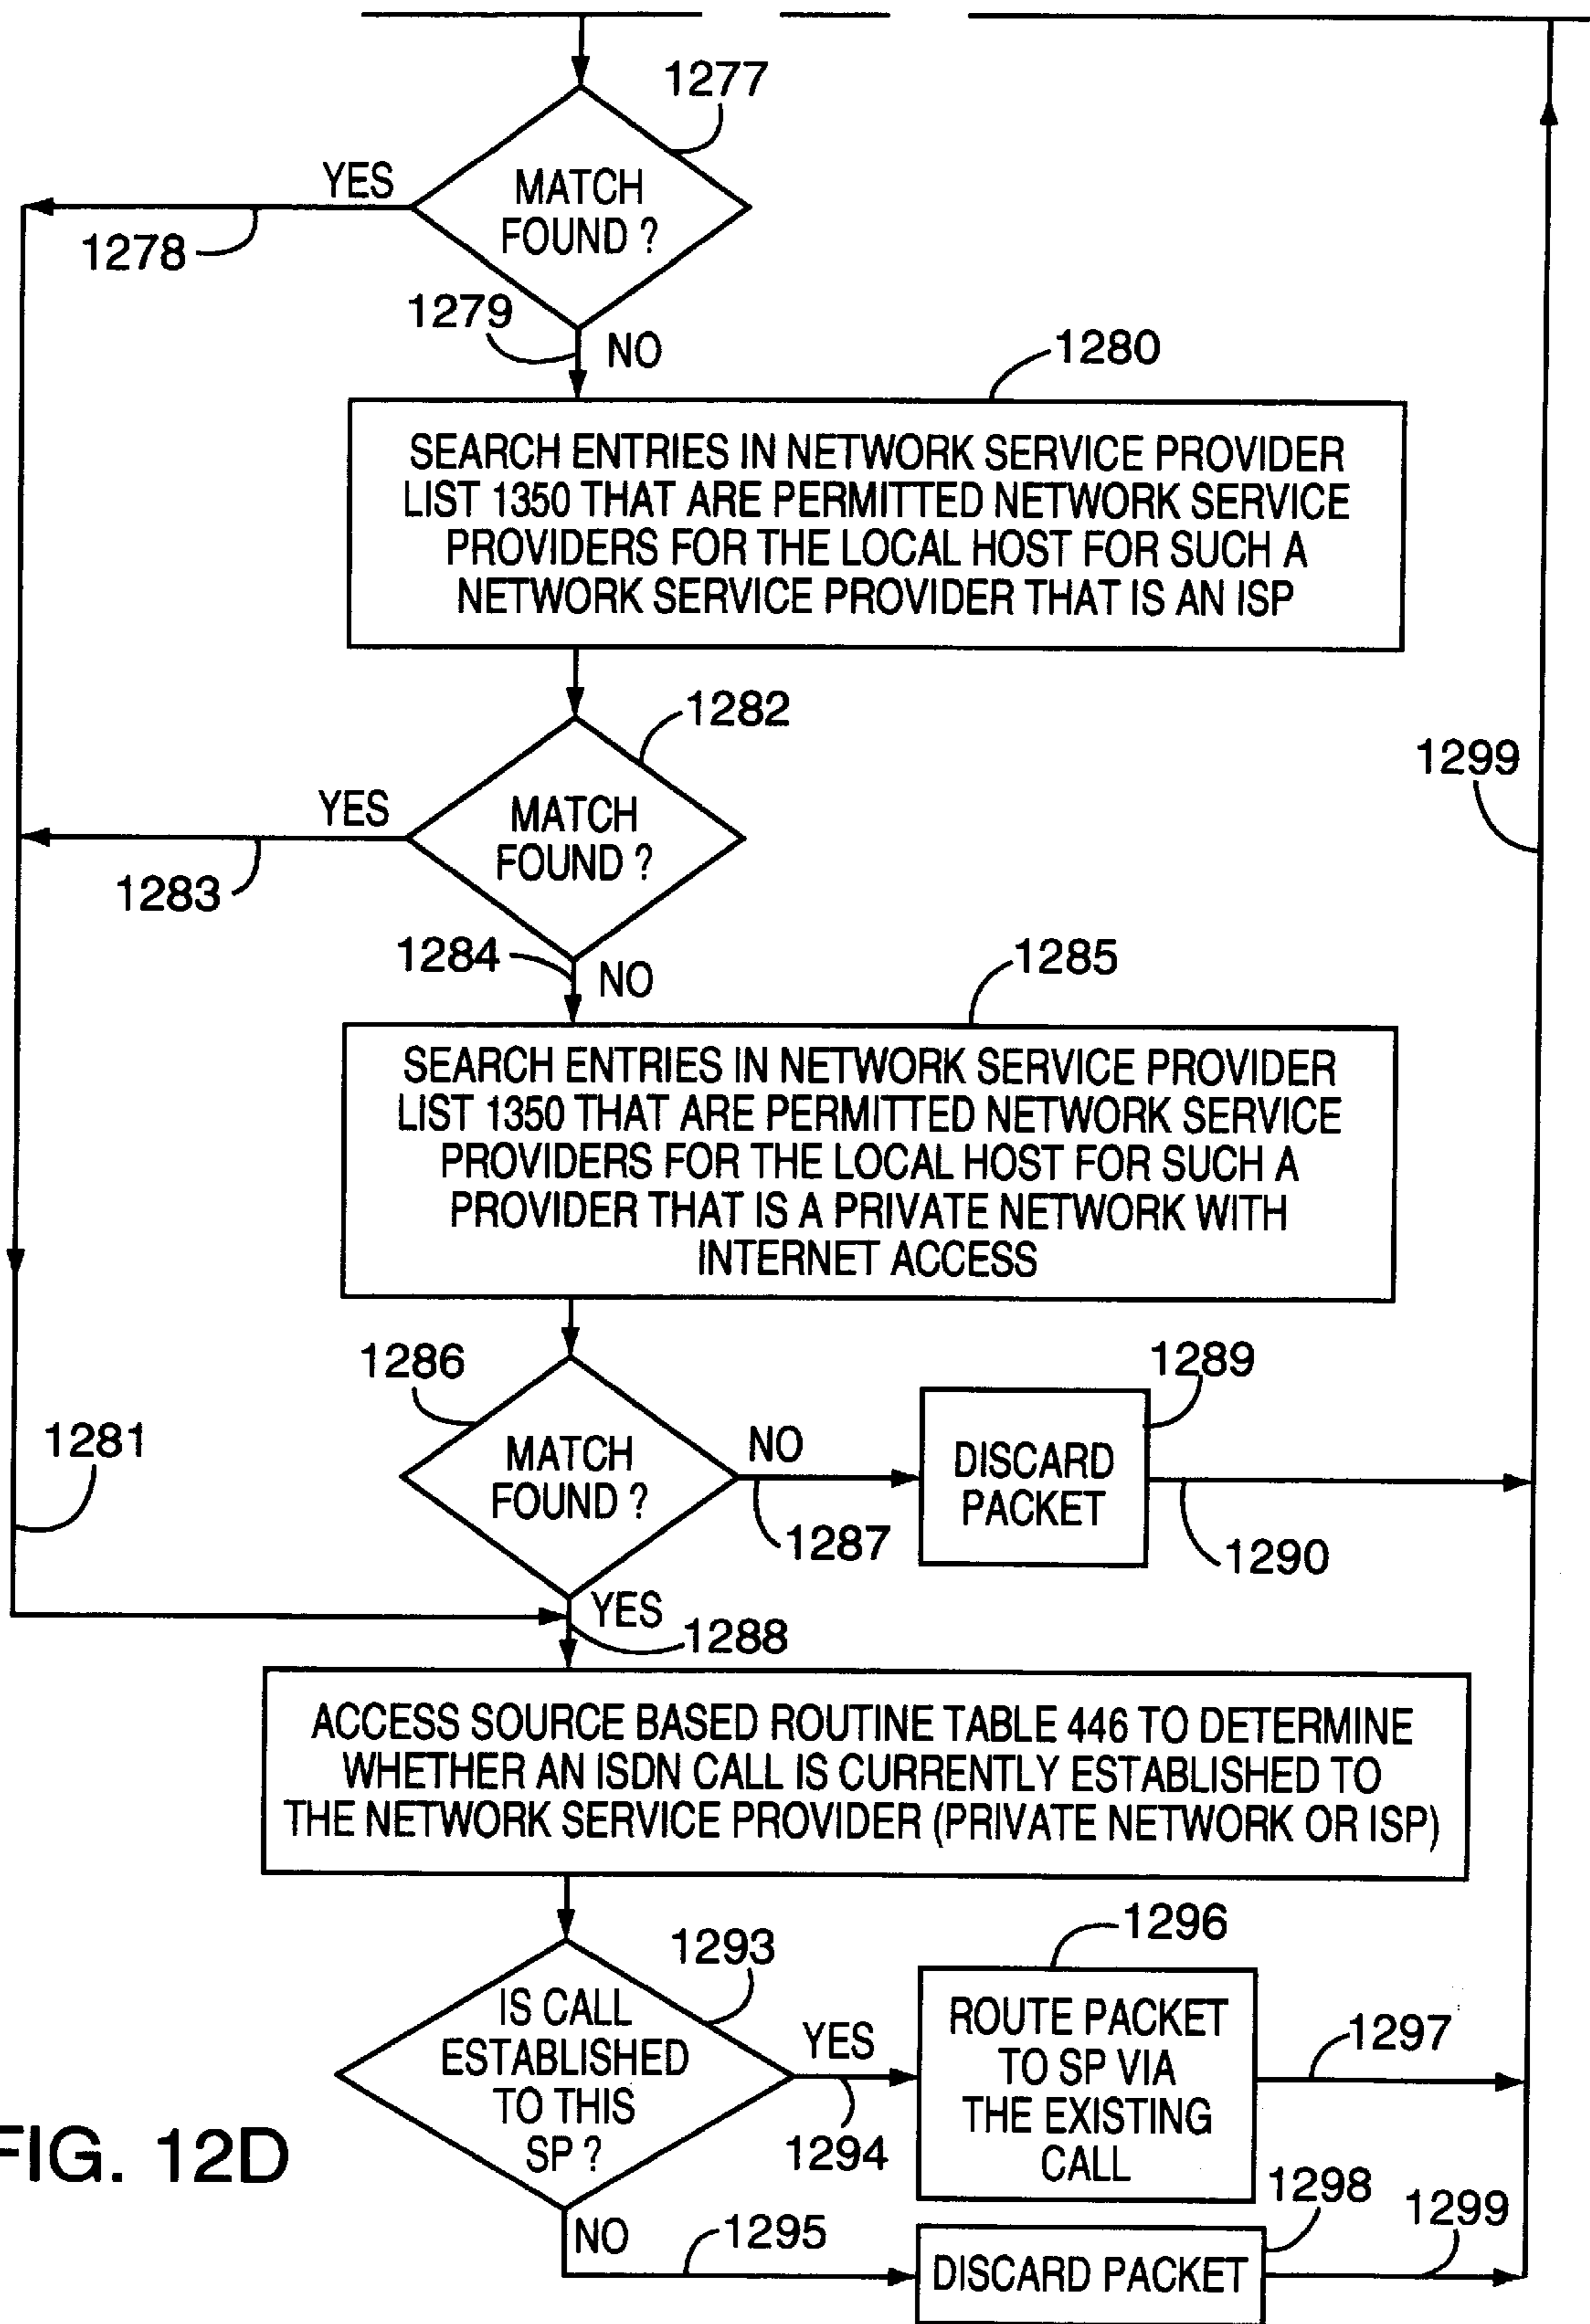 1277
YES
MATCH
FOUND ?
1278
1279
NO
1280
SEARCH ENTRIES IN NETWORK SERVICE PROVIDER
LIST 1350 THAT ARE PERMITTED NETWORK SERVICE
PROVIDERS FOR THE LOCAL HOST FOR SUCH A
NETWORK SERVICE PROVIDER THAT IS AN ISP
1282
1299
YES
MATCH
FOUND ?
1283
1284
NO
1285
SEARCH ENTRIES IN NETWORK SERVICE PROVIDER
LIST 1350 THAT ARE PERMITTED NETWORK SERVICE
PROVIDERS FOR THE LOCAL HOST FOR SUCH A
PROVIDER THAT IS A PRIVATE NETWORK WITH
INTERNET ACCESS
1286
1289
1281
MATCH
FOUND ?
NO
1287
DISCARD
PACKET
1290
YES
1288
ACCESS SOURCE BASED ROUTINE TABLE 446 TO DETERMINE
WHETHER AN ISDN CALL IS CURRENTLY ESTABLISHED TO
THE NETWORK SERVICE PROVIDER (PRIVATE NETWORK OR ISP)
1293
1296
IS CALL
ESTABLISHED
TO THIS
SP ?
YES
1294
ROUTE PACKET
TO SP VIA
THE EXISTING
CALL
1297
FIG. 12D
NO
1295
1298
1299
DISCARD PACKET